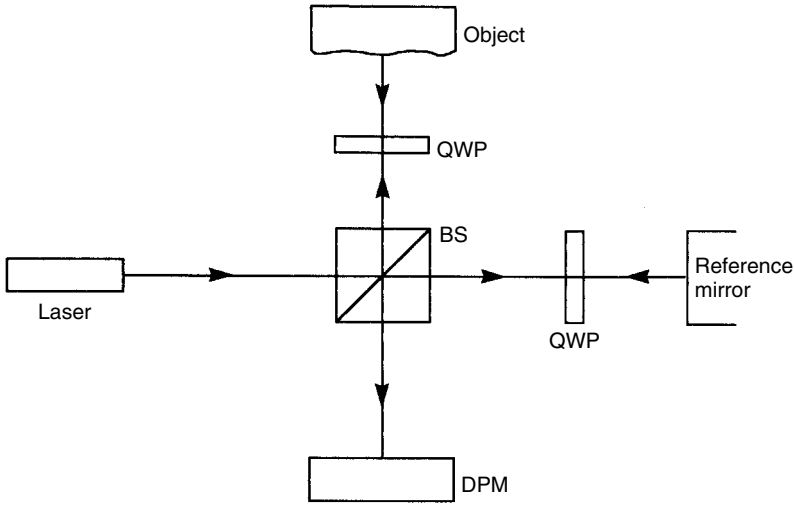 Object
QWP
BS
Laser
Reference
mirror
QWP
DPM